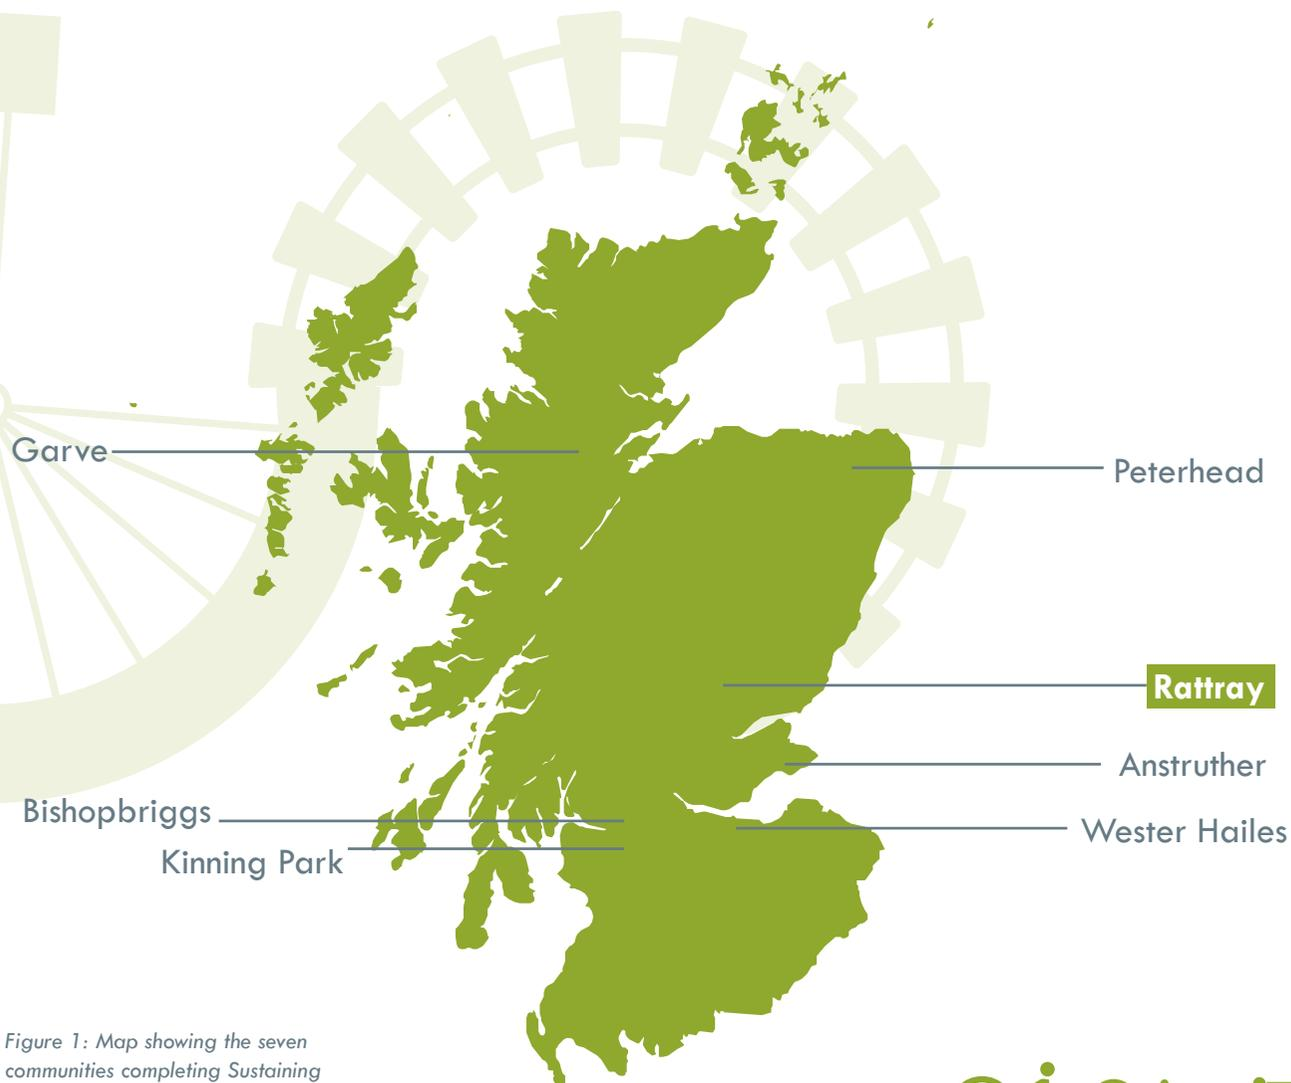 Garve
Peterhead
Rattray
Anstruther
Bishopbriggs
Wester Hailes
Kinning Park
Figure 1: Map showing the seven
communities completing Sustaining